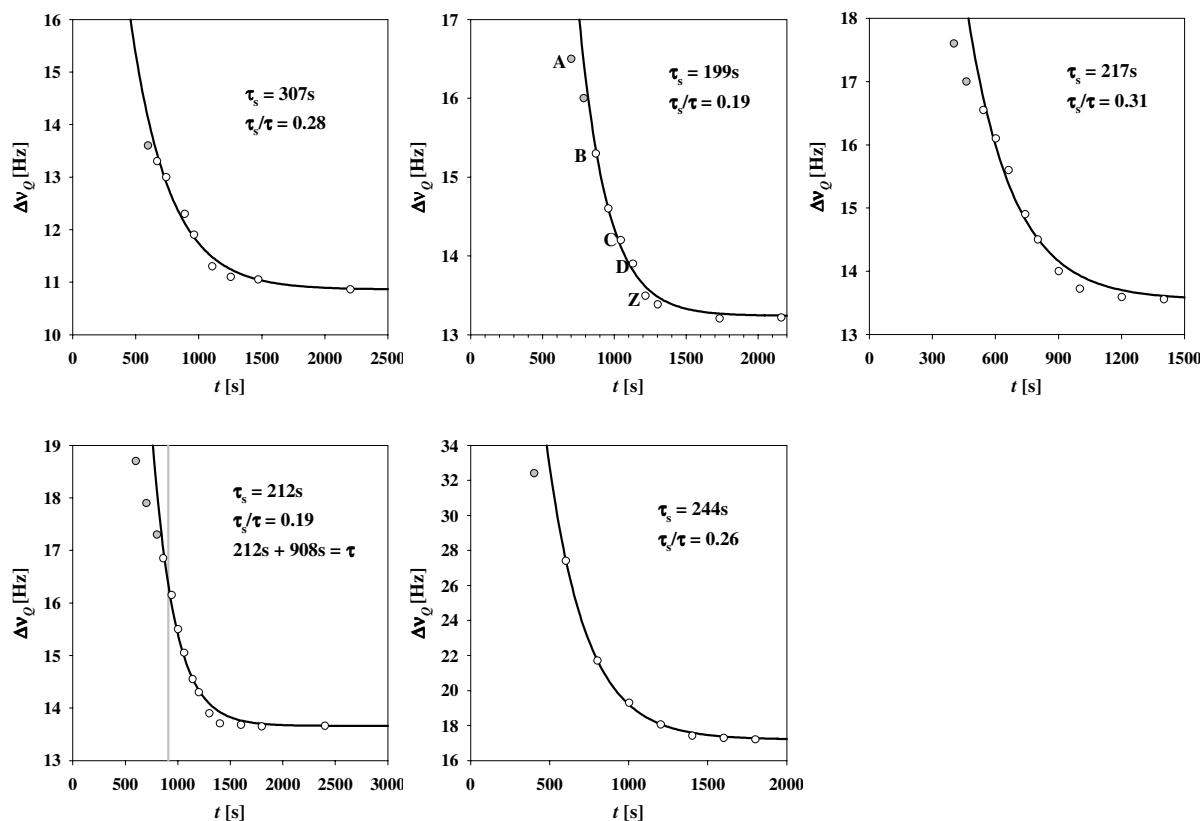 16
15
14
13
12
11
10
Δν_Q [Hz]
τ_s = 307s
τ_s/τ = 0.28
0 500 1000 1500 2000 2500
t [s]
17
16
15
14
13
Δν_Q [Hz]
A
B
C
D
Z
τ_s = 199s
τ_s/τ = 0.19
0 500 1000 1500 2000
t [s]
18
17
16
15
14
13
Δν_Q [Hz]
τ_s = 217s
τ_s/τ = 0.31
0 300 600 900 1200 1500
t [s]
19
18
17
16
15
14
13
Δν_Q [Hz]
τ_s = 212s
τ_s/τ = 0.19
212s + 908s = τ
0 500 1000 1500 2000 2500 3000
t [s]
34
32
30
28
26
24
22
20
18
16
Δν_Q [Hz]
τ_s = 244s
τ_s/τ = 0.26
0 500 1000 1500 2000
t [s]